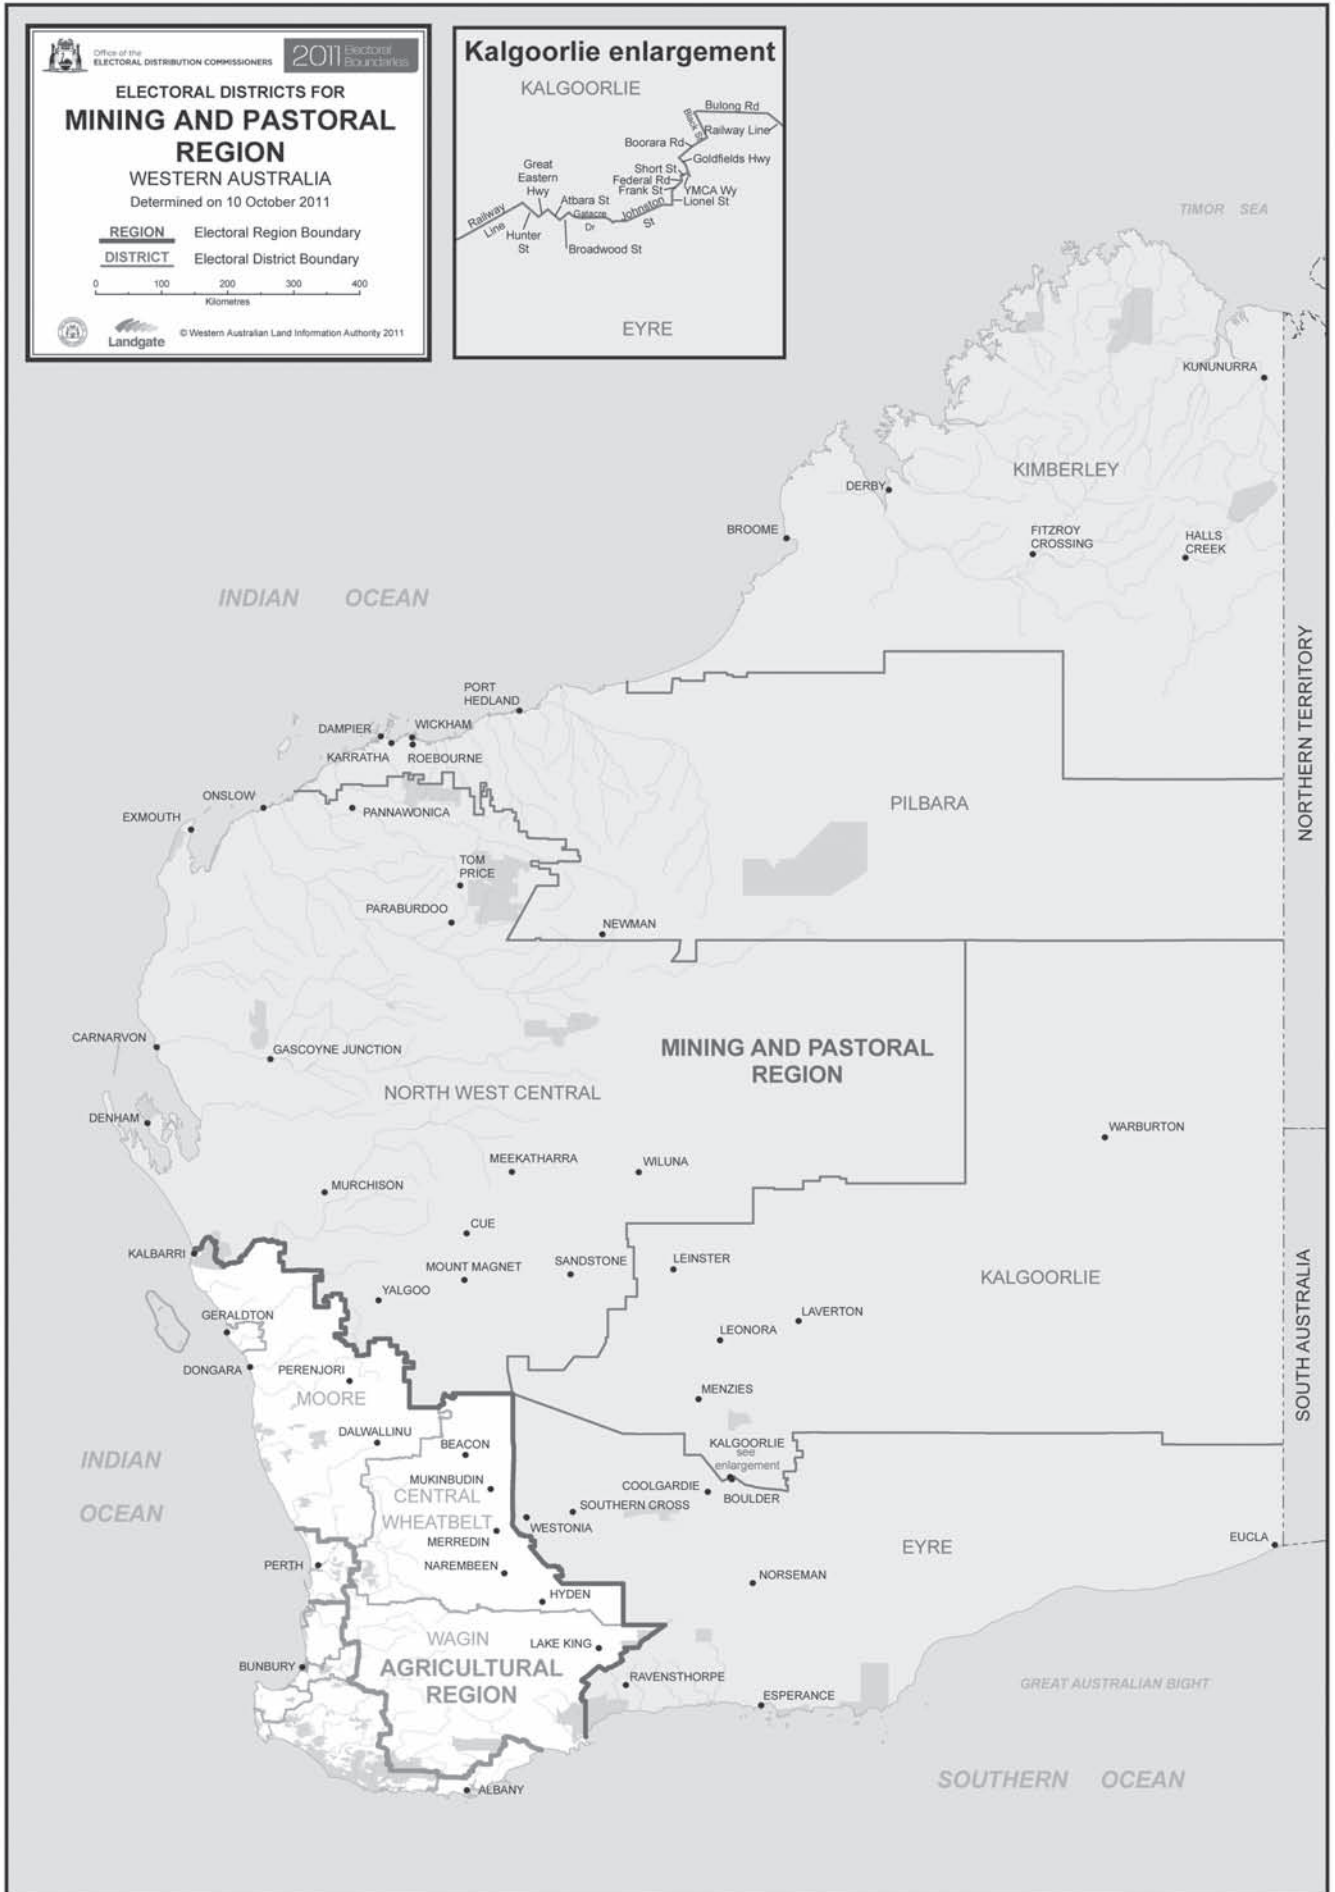 Office of the
ELECTORAL DISTRIBUTION COMMISSIONERS
2011 Electoral
Boundaries
ELECTORAL DISTRICTS FOR
MINING AND PASTORAL
REGION
WESTERN AUSTRALIA
Determined on 10 October 2011
REGION Electoral Region Boundary
DISTRICT Electoral District Boundary
0 100 200 300 400
Kilometres
Landgate
© Western Australian Land Information Authority 2011
Kalgoorlie enlargement
KALGOORLIE
Bulong Rd
Black St
Railway Line
Boorara Rd
Goldfields Hwy
Great
Eastern
Hwy
Short St
Federal Rd
Frank St
YMCA Wy
Lionel St
Atbara St
Railway
Line
Hunter
St
Gatacre
Dr
Johnston
St
Broadwood St
EYRE
TIMOR SEA
KUNUNURRA
KIMBERLEY
DERBY
BROOME
FITZROY
CROSSING
HALLS
CREEK
INDIAN OCEAN
NORTHERN TERRITORY
PORT
HEDLAND
DAMPIER
WICKHAM
KARRATHA
ROEBOURNE
ONSLOW
EXMOUTH
PANNAWONICA
PILBARA
TOM
PRICE
PARABURDOO
NEWMAN
CARNARVON
GASCOYNE JUNCTION
MINING AND PASTORAL
REGION
NORTH WEST CENTRAL
DENHAM
WARBURTON
MEEKATHARRA
WILUNA
MURCHISON
CUE
KALBARRI
MOUNT MAGNET
SANDSTONE
LEINSTER
KALGOORLIE
YALGOO
SOUTH AUSTRALIA
GERALDTON
LAVERTON
LEONORA
DONGARA
PERENJORI
MOORE
MENZIES
DALWALLINU
BEACON
KALGOORLIE
see
enlargement
INDIAN
OCEAN
MUKINBUDIN
CENTRAL
WHEATBELT
COOLGARDIE
BOULDER
SOUTHERN CROSS
WESTONIA
MERREDIN
EYRE
EUCLA
PERTH
NAREMBEEN
NORSEMAN
HYDEN
WAGIN
LAKE KING
BUNBURY
AGRICULTURAL
REGION
RAVENSTHORPE
ESPERANCE
GREAT AUSTRALIAN BIGHT
SOUTHERN OCEAN
ALBANY